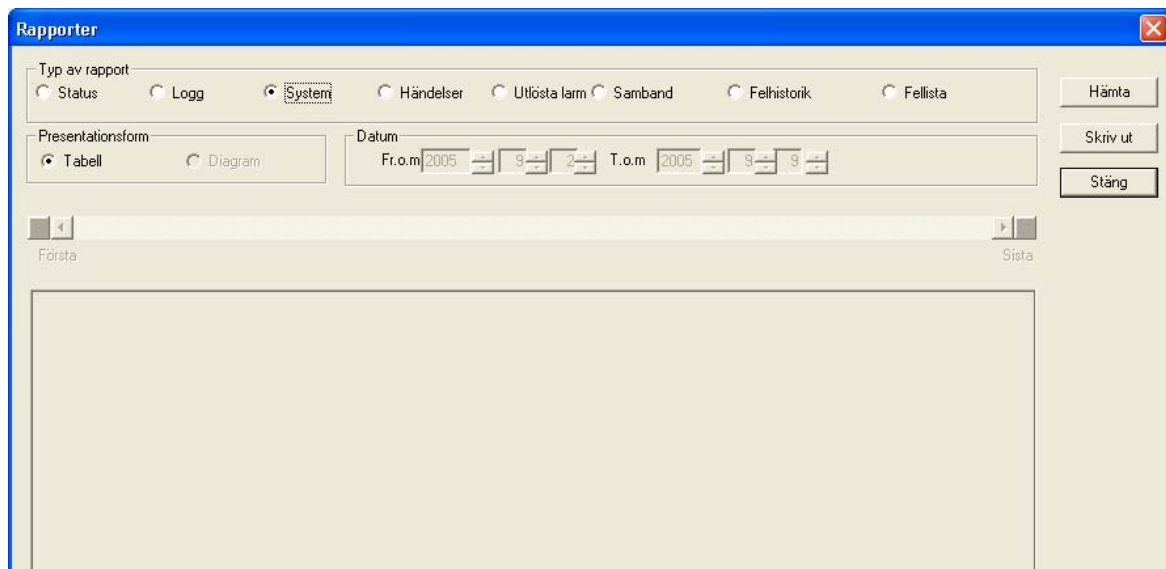 Rapporter
Typ av rapport
Status Logg System Händelser Utlösta larm Samband Felhistorik Fellista
Hämta
Presentationsform
Tabell Diagram
Datum
Fr.o.m 2005 9 2 T.o.m 2005 9 9
Skriv ut
Stäng
Första Sista